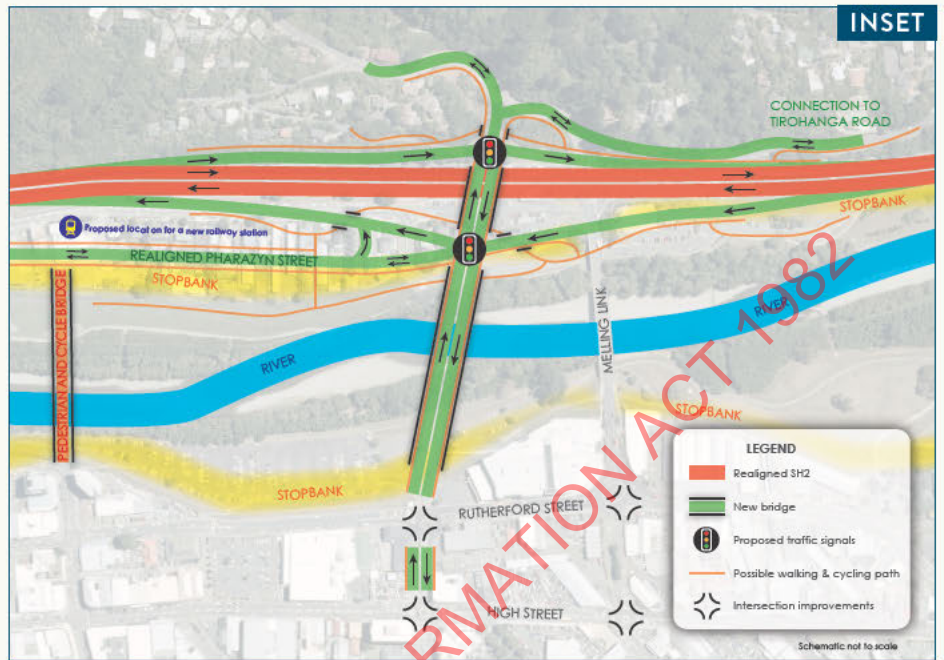 INSET
CONNECTION TO
TIROHANGA ROAD
STOPBANK
Proposed location for a new railway station
REALIGNED PHARAZYN STREET
STOPBANK
PEDESTRIAN AND CYCLE BRIDGE
RIVER
MELLING LINK
RIVER
STOPBANK
STOPBANK
RUTHERFORD STREET
HIGH STREET
RMATION ACT 1982
LEGEND
Realigned SH2
New bridge
Proposed traffic signals
Possible walking & cycling path
Intersection improvements
Schematic not to scale